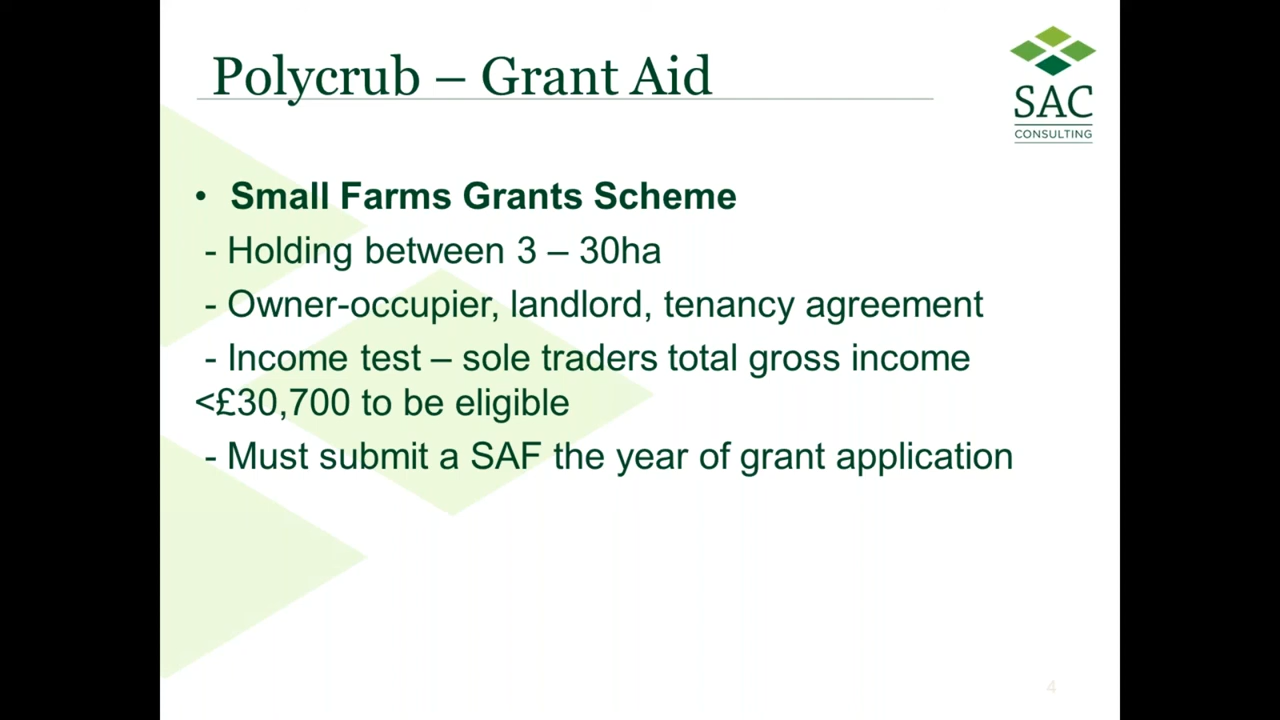 Polycrub – Grant Aid
SAC
CONSULTING
• Small Farms Grants Scheme
- Holding between 3 – 30ha
- Owner-occupier, landlord, tenancy agreement
- Income test – sole traders total gross income
<£30,700 to be eligible
- Must submit a SAF the year of grant application
4